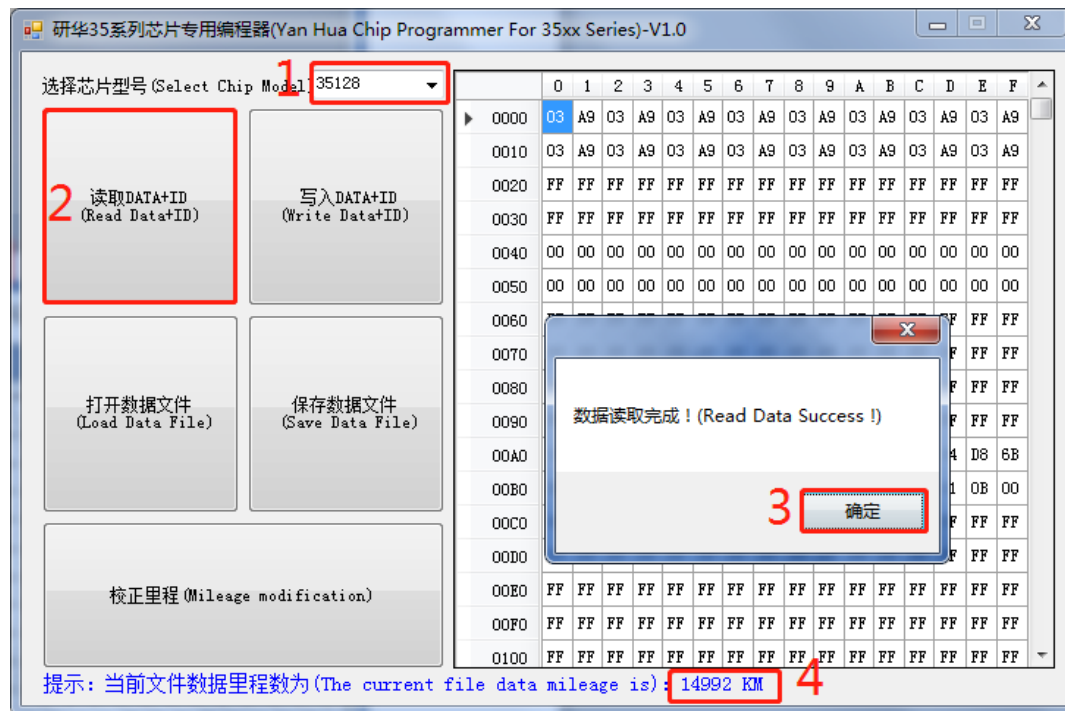 研华35系列芯片专用编程器(Yan Hua Chip Programmer For 35xx Series)-V1.0
选择芯片型号(Select Chip Model 1 35128
2 读取DATA+ID
(Read Data+ID)
写入DATA+ID
(Write Data+ID)
打开数据文件
(Load Data File)
保存数据文件
(Save Data File)
校正里程(Mileage modification)
0 1 2 3 4 5 6 7 8 9 A B C D E F
0000 03 A9 03 A9 03 A9 03 A9 03 A9 03 A9 03 A9 03 A9
0010 03 A9 03 A9 03 A9 03 A9 03 A9 03 A9 03 A9 03 A9
0020 FF FF FF FF FF FF FF FF FF FF FF FF FF FF FF FF
0030 FF FF FF FF FF FF FF FF FF FF FF FF FF FF FF FF
0040 00 00 00 00 00 00 00 00 00 00 00 00 00 00 00 00
0050 00 00 00 00 00 00 00 00 00 00 00 00 00 00 00 00
0060 FF FF
0070 FF FF
0080 FF FF
0090 FF FF
00A0 D8 6B
00B0 0B 00
00C0 FF FF
00D0 FF FF
00E0 FF FF FF FF FF FF FF FF FF FF FF FF FF FF FF FF
00F0 FF FF FF FF FF FF FF FF FF FF FF FF FF FF FF FF
0100 FF FF FF FF FF FF FF FF FF FF FF FF FF FF FF FF
数据读取完成！(Read Data Success !)
3 确定
提示：当前文件数据里程数为(The current file data mileage is)：14992 KM 4